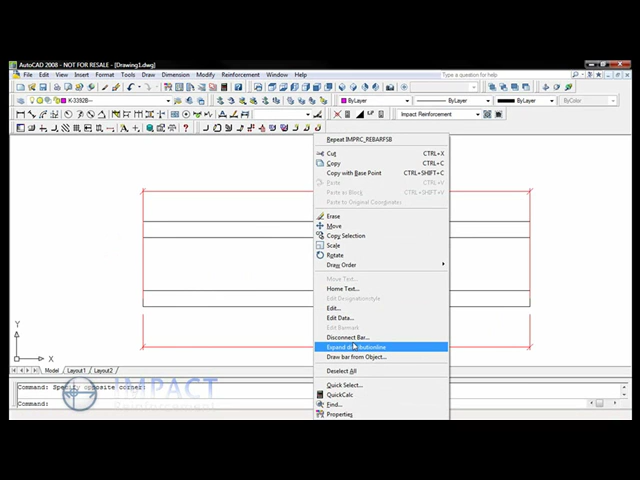 AutoCAD 2008 - NOT FOR RESALE - [Drawing1.dwg]
File Edit View Insert Format Tools Draw Dimension Modify Reinforcement Window Help Type a question for help
K-3392B--- ByLayer ByLayer ByLayer ByColor
Impact Reinforcement
Repeat IMPRC_REBARFSB
Cut CTRL+X
Copy CTRL+C
Copy with Base Point CTRL+SHIFT+C
Paste CTRL+V
Paste as Block CTRL+SHIFT+V
Paste to Original Coordinates
Erase
Move
Copy Selection
Scale
Rotate
Draw Order
Move Text...
Home Text...
Edit Designationstyle
Edit...
Edit Data...
Edit Barmark
Disconnect Bar...
Expand distributionline
Draw bar from Object...
Deselect All
Quick Select...
QuickCalc
Find...
Properties
Y
X
Model Layout1 Layout2
Command: Specify opposite corner:
Command:
IMPACT
Reinforcement